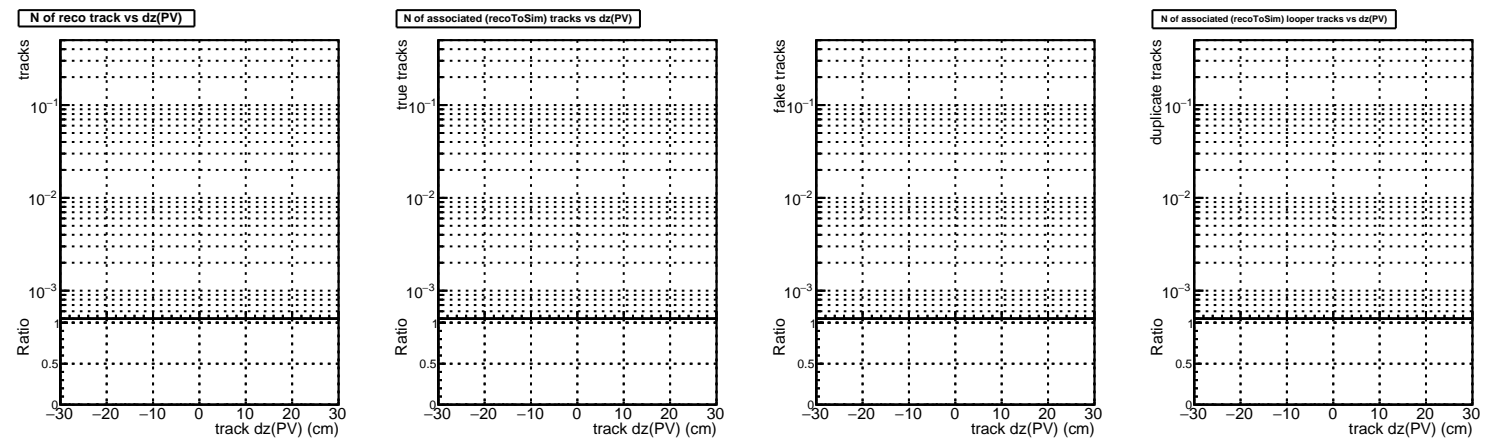 N of reco track vs dz(PV)
tracks
10⁻¹
10⁻²
10⁻³
Ratio
1
0.5
0
−30 −20 −10 0 10 20 30
track dz(PV) (cm)
N of associated (recoToSim) tracks vs dz(PV)
true tracks
10⁻¹
10⁻²
10⁻³
Ratio
1
0.5
0
−30 −20 −10 0 10 20 30
track dz(PV) (cm)
fake tracks
10⁻¹
10⁻²
10⁻³
Ratio
1
0.5
0
−30 −20 −10 0 10 20 30
track dz(PV) (cm)
N of associated (recoToSim) looper tracks vs dz(PV)
duplicate tracks
10⁻¹
10⁻²
10⁻³
Ratio
1
0.5
0
−30 −20 −10 0 10 20 30
track dz(PV) (cm)